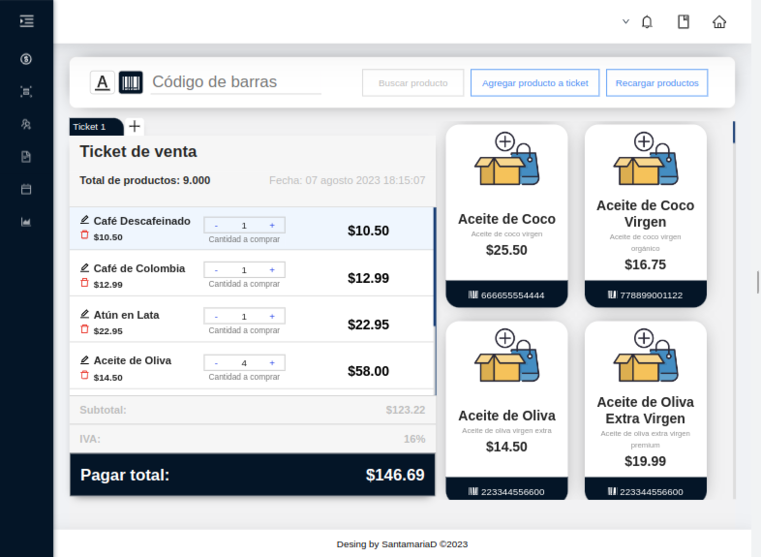 A
Código de barras
Buscar producto
Agregar producto a ticket
Recargar productos
Ticket 1
Ticket de venta
Total de productos: 9.000
Fecha: 07 agosto 2023 18:15:07
Café Descafeinado
$10.50
- 1 +
Cantidad a comprar
$10.50
Café de Colombia
$12.99
- 1 +
Cantidad a comprar
$12.99
Atún en Lata
$22.95
- 1 +
Cantidad a comprar
$22.95
Aceite de Oliva
$14.50
- 4 +
Cantidad a comprar
$58.00
Subtotal: $123.22
IVA: 16%
Pagar total: $146.69
Aceite de Coco
Aceite de coco virgen
$25.50
666655554444
Aceite de Coco
Virgen
Aceite de coco virgen
orgánico
$16.75
778899001122
Aceite de Oliva
Aceite de oliva virgen extra
$14.50
223344556600
Aceite de Oliva
Extra Virgen
Aceite de oliva extra virgen
premium
$19.99
223344556600
Desing by SantamariaD ©2023